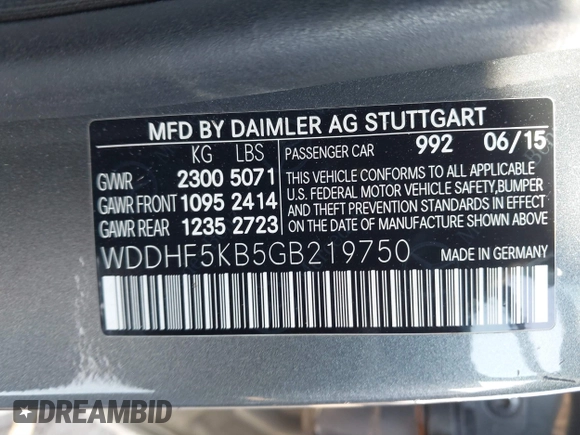 MFD BY DAIMLER AG STUTTGART
KG LBS PASSENGER CAR 992 06/15
GVWR 2300 5071
GAWR FRONT 1095 2414
GAWR REAR 1235 2723
THIS VEHICLE CONFORMS TO ALL APPLICABLE
U.S. FEDERAL MOTOR VEHICLE SAFETY,BUMPER
AND THEFT PREVENTION STANDARDS IN EFFECT
ON THE DATE OF MANUFACTURE SHOWN ABOVE.
WDDHF5KB5GB219750
MADE IN GERMANY
DREAMBID